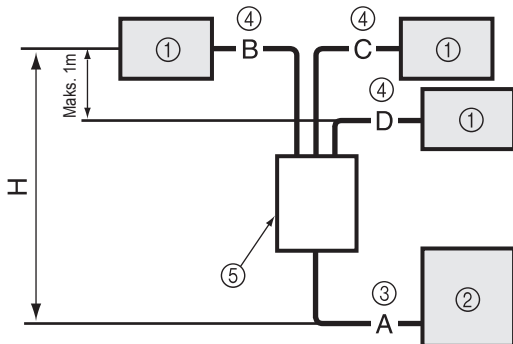 ④ ④
① B C ①
Maks. 1m
④
D ①
H
⑤
③
A ②